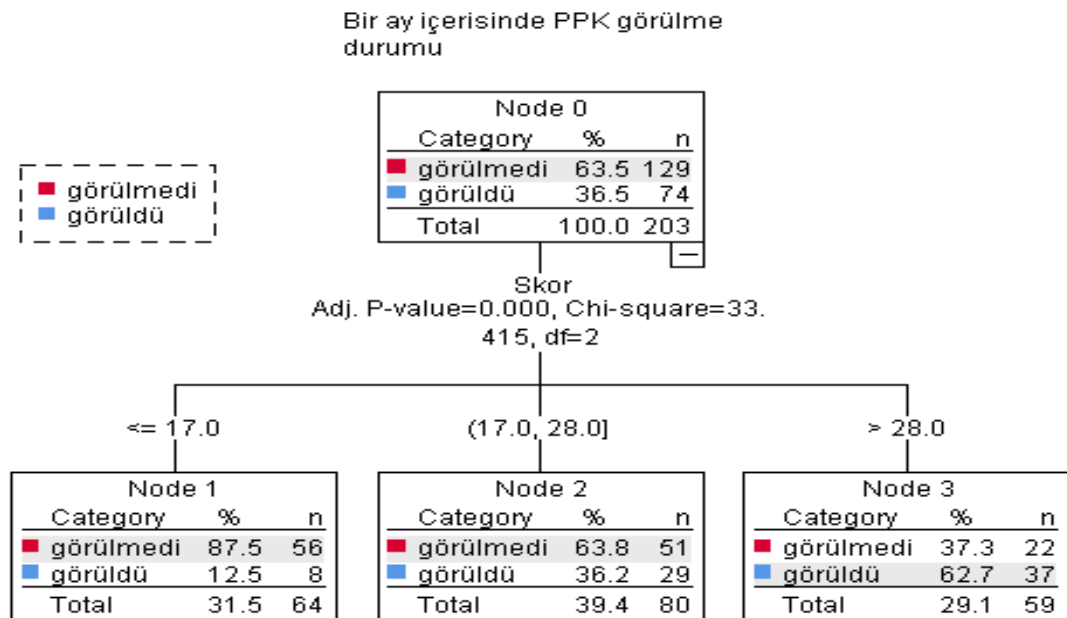 Bir ay içerisinde PPK görülme
durumu
görülmedi
görüldü
Node 0
Category % n
görülmedi 63.5 129
görüldü 36.5 74
Total 100.0 203
Skor
Adj. P-value=0.000, Chi-square=33.
415, df=2
<= 17.0
(17.0, 28.0]
> 28.0
Node 1
Category % n
görülmedi 87.5 56
görüldü 12.5 8
Total 31.5 64
Node 2
Category % n
görülmedi 63.8 51
görüldü 36.2 29
Total 39.4 80
Node 3
Category % n
görülmedi 37.3 22
görüldü 62.7 37
Total 29.1 59